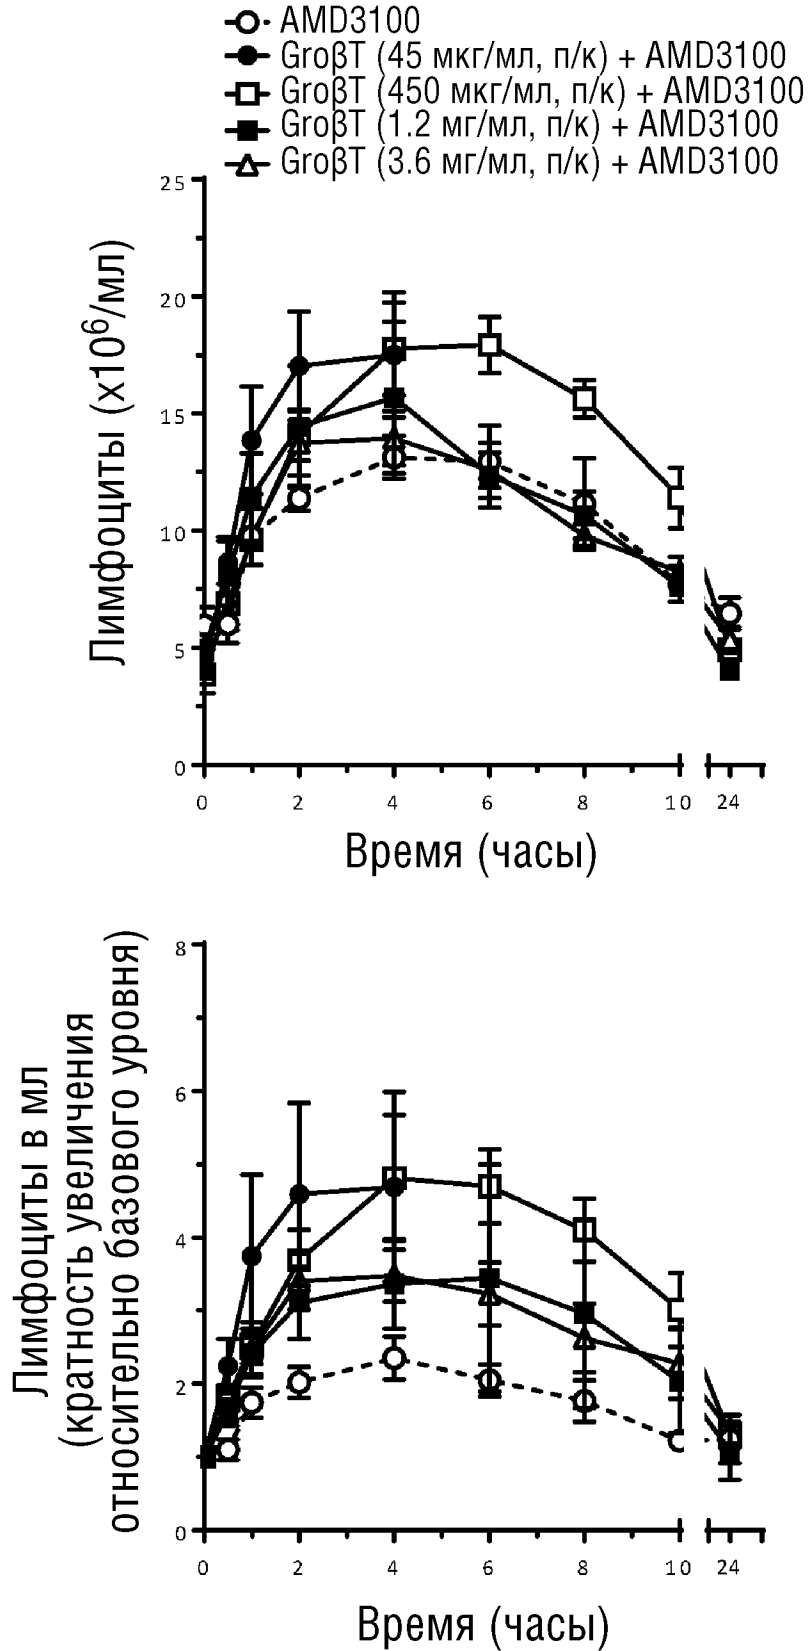 AMD3100
GroβT (45 мкг/мл, п/к) + AMD3100
GroβT (450 мкг/мл, п/к) + AMD3100
GroβT (1.2 мг/мл, п/к) + AMD3100
GroβT (3.6 мг/мл, п/к) + AMD3100
Лимфоциты (x10⁶/мл)
25
20
15
10
5
0
0 2 4 6 8 10 24
Время (часы)
Лимфоциты в мл
(кратность увеличения
относительно базового уровня)
8
6
4
2
0
0 2 4 6 8 10 24
Время (часы)